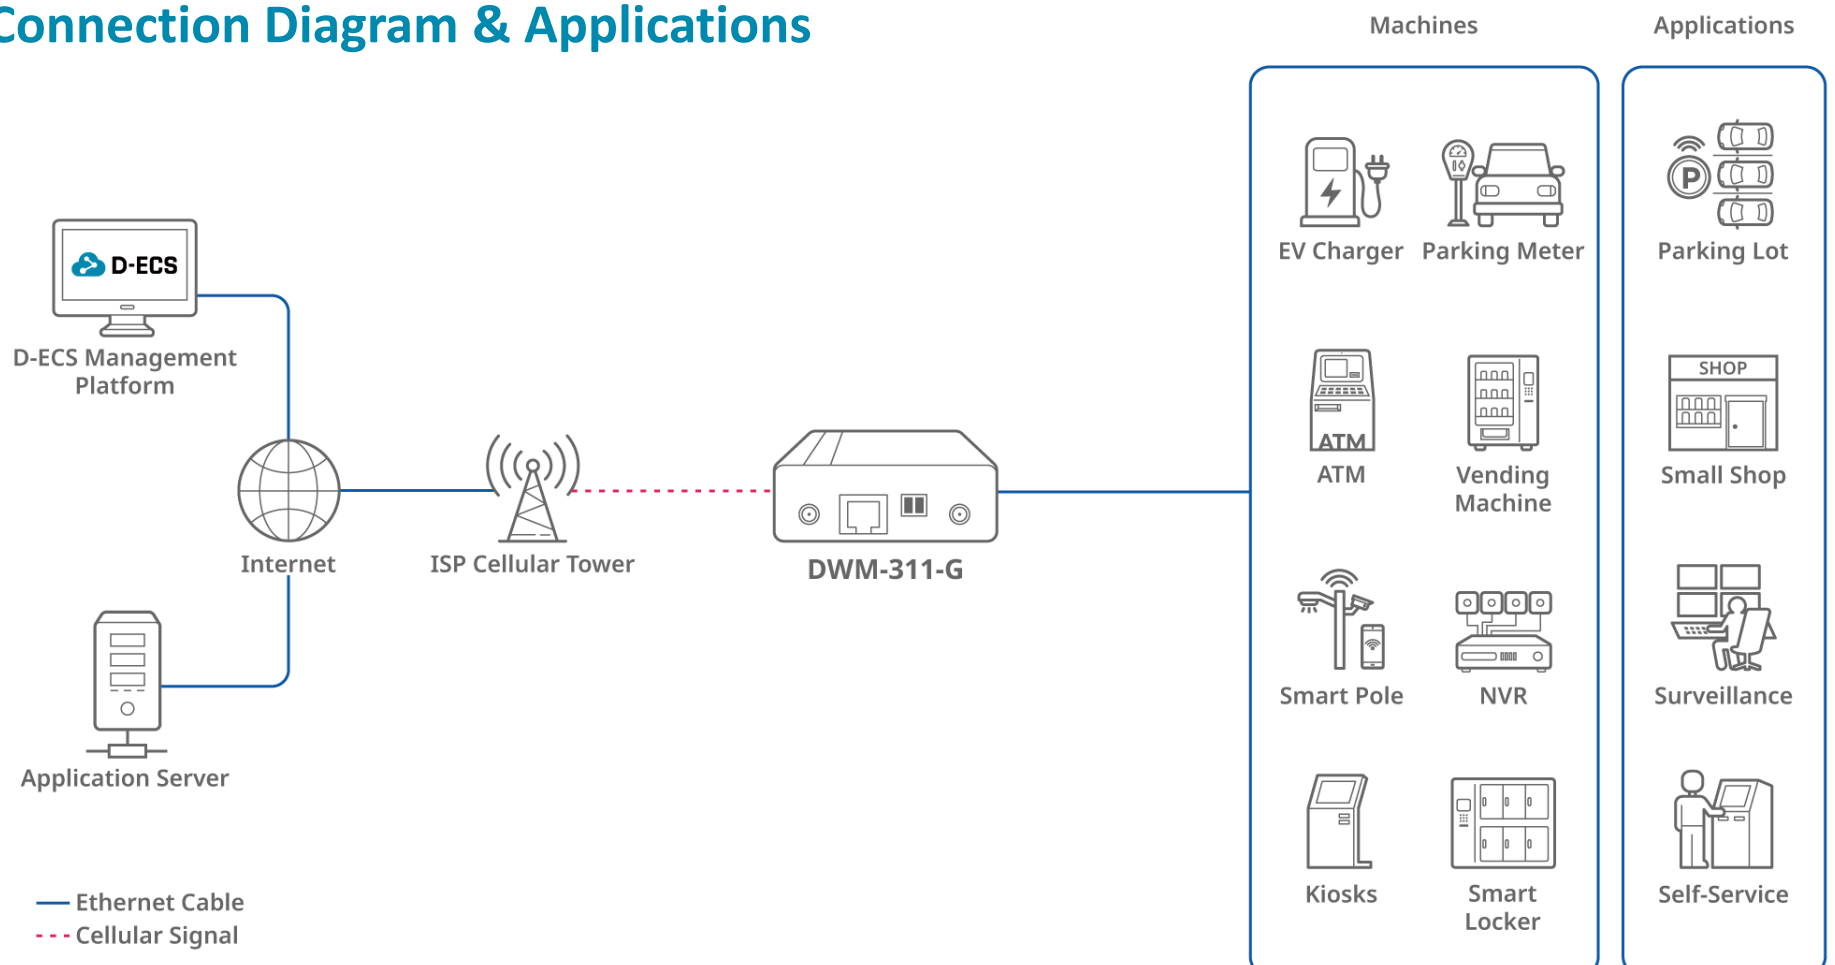 Connection Diagram & Applications
Machines
Applications
D-ECS
D-ECS Management
Platform
Internet
ISP Cellular Tower
DWM-311-G
Application Server
Ethernet Cable
Cellular Signal
EV Charger
Parking Meter
ATM
ATM
Vending
Machine
Smart Pole
NVR
Kiosks
Smart
Locker
P
Parking Lot
SHOP
Small Shop
Surveillance
Self-Service